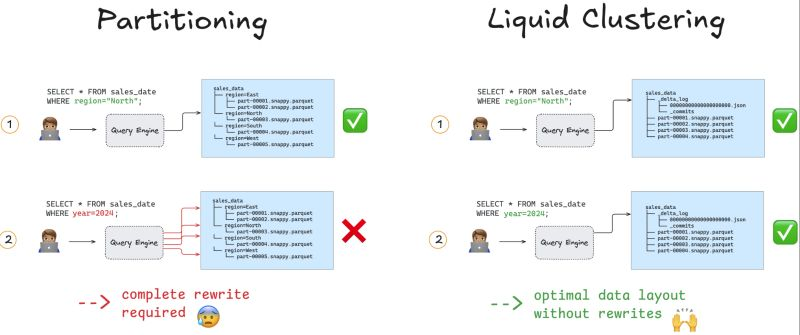 Partitioning
SELECT * FROM sales_date
WHERE region="North";
1
Query Engine
sales_data
├── region=East
│   ├── part-00001.snappy.parquet
│   └── part-00002.snappy.parquet
└── region=North
    └── part-00003.snappy.parquet
└── region=South
    └── part-00004.snappy.parquet
└── region=West
    └── part-00005.snappy.parquet
SELECT * FROM sales_date
WHERE year=2024;
2
Query Engine
sales_data
├── region=East
│   ├── part-00001.snappy.parquet
│   └── part-00002.snappy.parquet
└── region=North
    └── part-00003.snappy.parquet
└── region=South
    └── part-00004.snappy.parquet
└── region=West
    └── part-00005.snappy.parquet
--> complete rewrite
required
Liquid Clustering
SELECT * FROM sales_date
WHERE region="North";
1
Query Engine
sales_data
├── _delta_log
│   ├── 00000000000000000000.json
│   └── _commits
├── part-00001.snappy.parquet
├── part-00002.snappy.parquet
├── part-00003.snappy.parquet
└── part-00004.snappy.parquet
SELECT * FROM sales_date
WHERE year=2024;
2
Query Engine
sales_data
├── _delta_log
│   ├── 00000000000000000000.json
│   └── _commits
├── part-00001.snappy.parquet
├── part-00002.snappy.parquet
├── part-00003.snappy.parquet
└── part-00004.snappy.parquet
--> optimal data layout
without rewrites